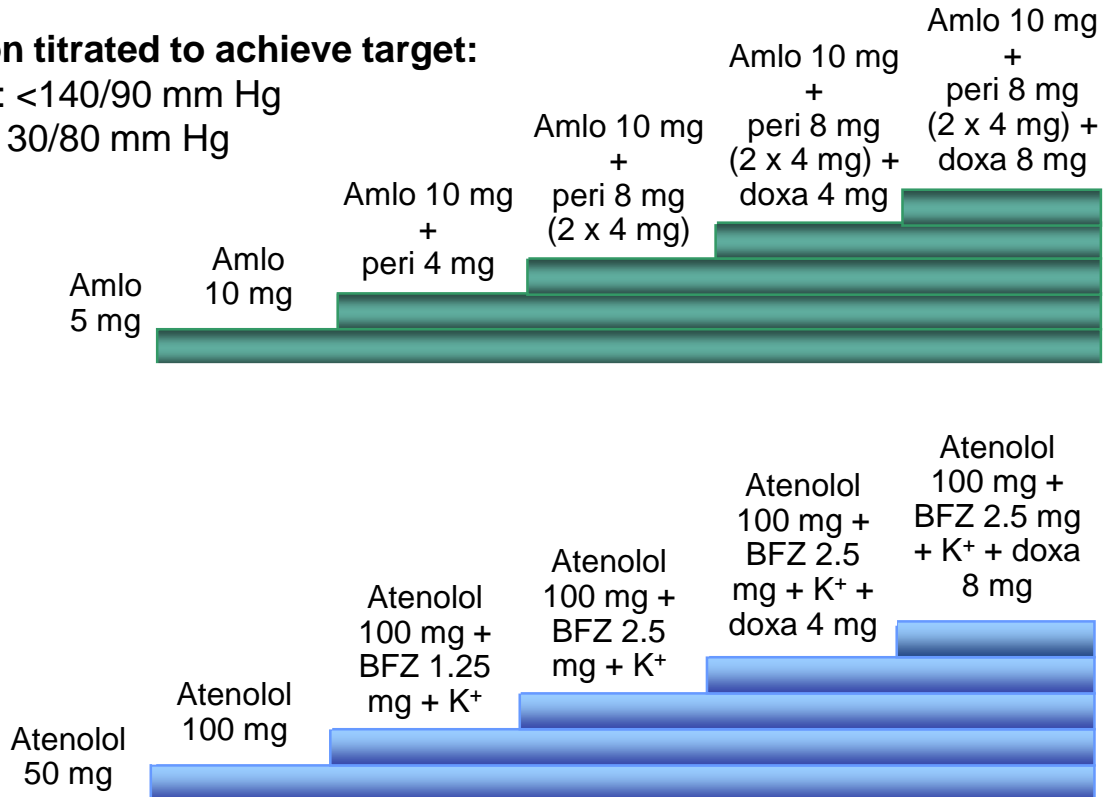 on titrated to achieve target:
: <140/90 mm Hg
30/80 mm Hg
Amlo
5 mg
Amlo
10 mg
Amlo 10 mg
+
peri 4 mg
Amlo 10 mg
+
peri 8 mg
(2 x 4 mg)
Amlo 10 mg
+
peri 8 mg
(2 x 4 mg) +
doxa 4 mg
Amlo 10 mg
+
peri 8 mg
(2 x 4 mg) +
doxa 8 mg
Atenolol
50 mg
Atenolol
100 mg
Atenolol
100 mg +
BFZ 1.25
mg + K⁺
Atenolol
100 mg +
BFZ 2.5
mg + K⁺
Atenolol
100 mg +
BFZ 2.5
mg + K⁺ +
doxa 4 mg
Atenolol
100 mg +
BFZ 2.5 mg
+ K⁺ + doxa
8 mg